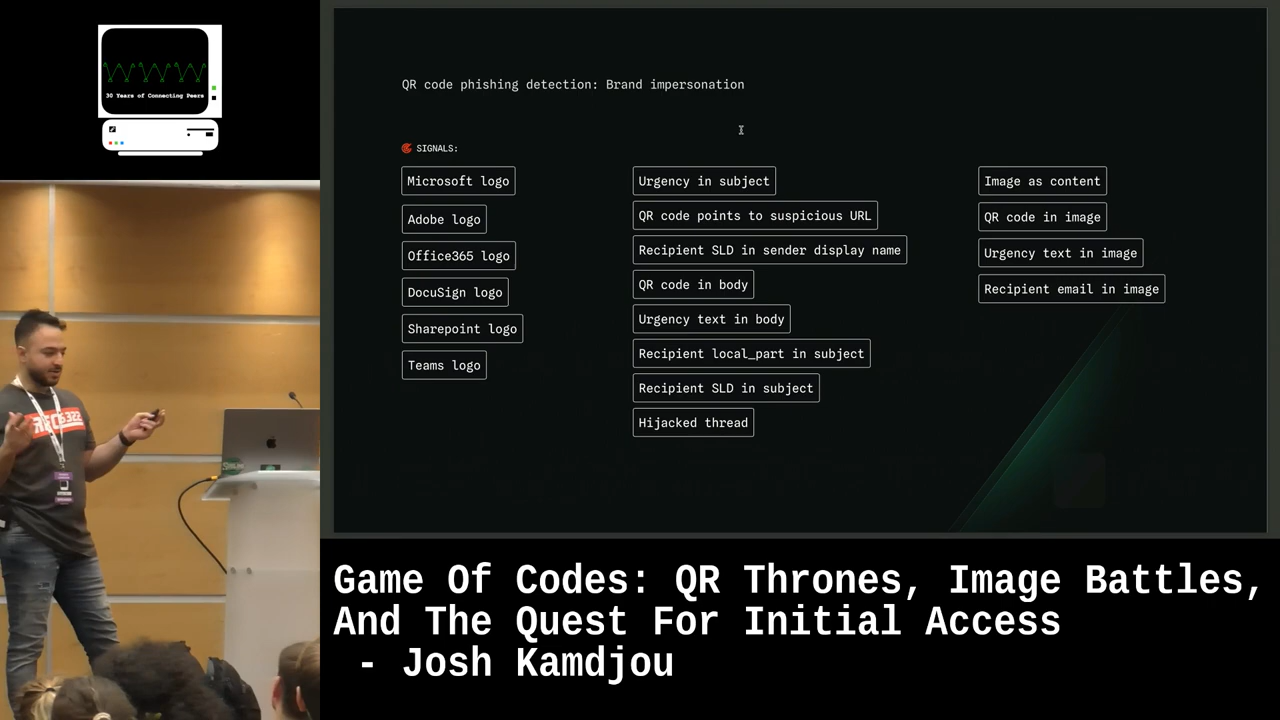 30 Years of Connecting Peers
QR code phishing detection: Brand impersonation
SIGNALS:
Microsoft logo
Adobe logo
Office365 logo
DocuSign logo
Sharepoint logo
Teams logo
Urgency in subject
QR code points to suspicious URL
Recipient SLD in sender display name
QR code in body
Urgency text in body
Recipient local_part in subject
Recipient SLD in subject
Hijacked thread
Image as content
QR code in image
Urgency text in image
Recipient email in image
Game Of Codes: QR Thrones, Image Battles,
And The Quest For Initial Access
- Josh Kamdjou